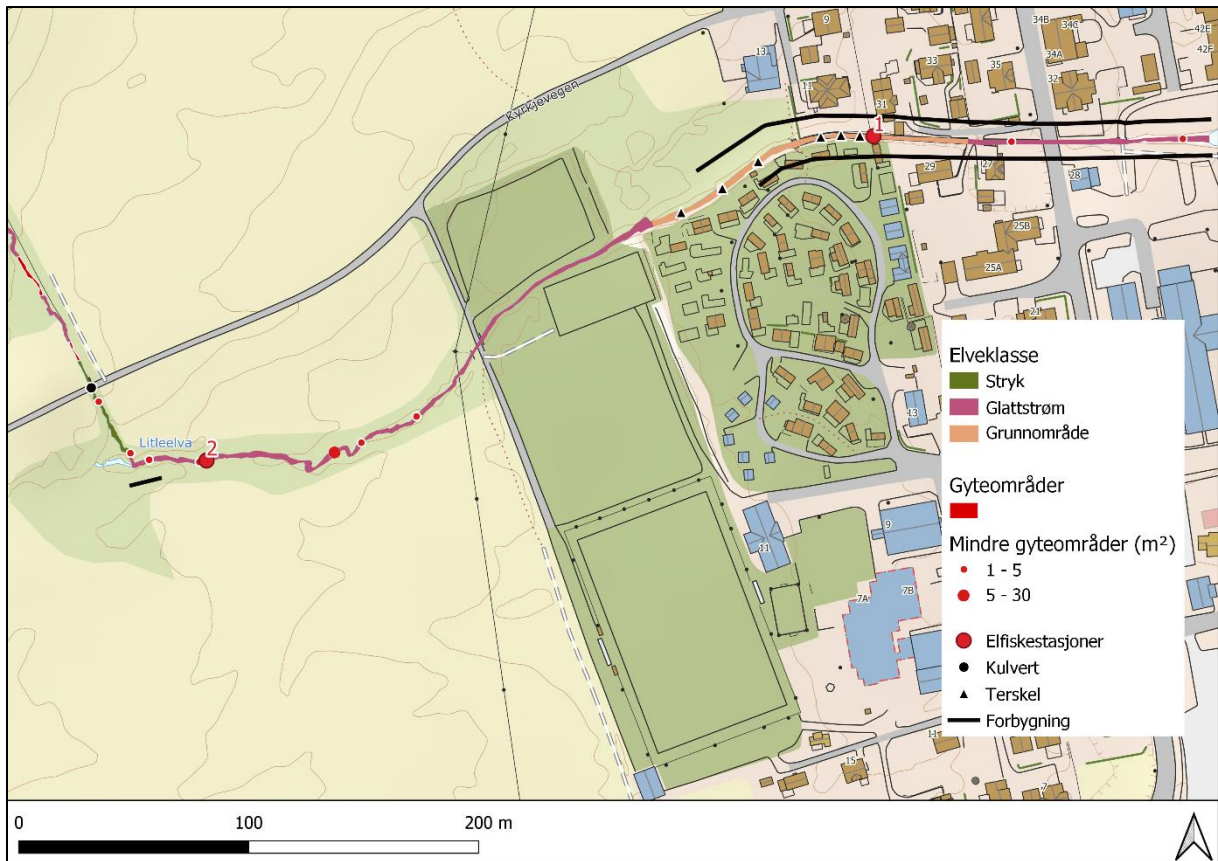 9
34B
34C
42E
13
33
34A
42F
11
35
32
31
Kyrkjevegen
1
29
27
28
25B
25A
21
Litleelva
2
13
11
9
7A
7B
15
11
7
Elveklasse
Stryk
Glattstrøm
Grunnområde
Gyteområder
Mindre gyteområder (m²)
1 - 5
5 - 30
Elfiskestasjoner
Kulvert
Terskel
Forbygning
0
100
200 m